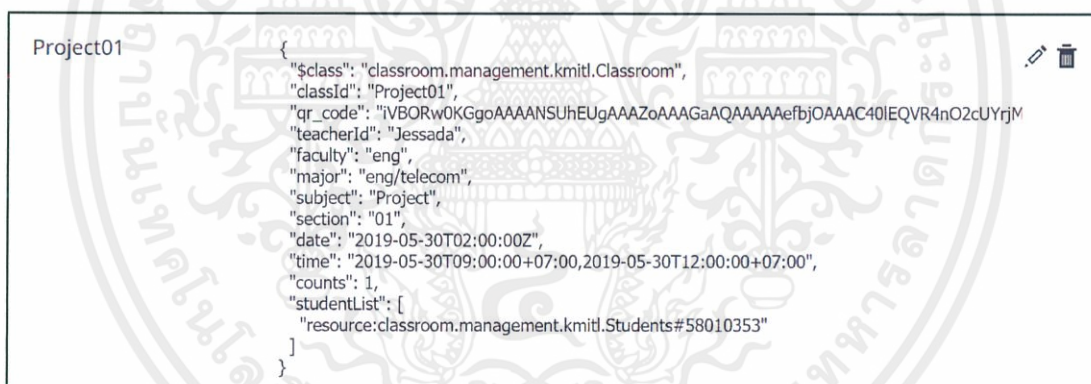 Project01
{
"$class": "classroom.management.kmitl.Classroom",
"classId": "Project01",
"qr_code": "iVBORw0KGgoAAAANSUhEUgAAAZoAAAGaAQAAAAAefbjOAAAC40lEQVR4nO2cUYrjM
"teacherId": "Jessada",
"faculty": "eng",
"major": "eng/telecom",
"subject": "Project",
"section": "01",
"date": "2019-05-30T02:00:00Z",
"time": "2019-05-30T09:00:00+07:00,2019-05-30T12:00:00+07:00",
"counts": 1,
"studentList": [
"resource:classroom.management.kmitl.Students#58010353"
]
}